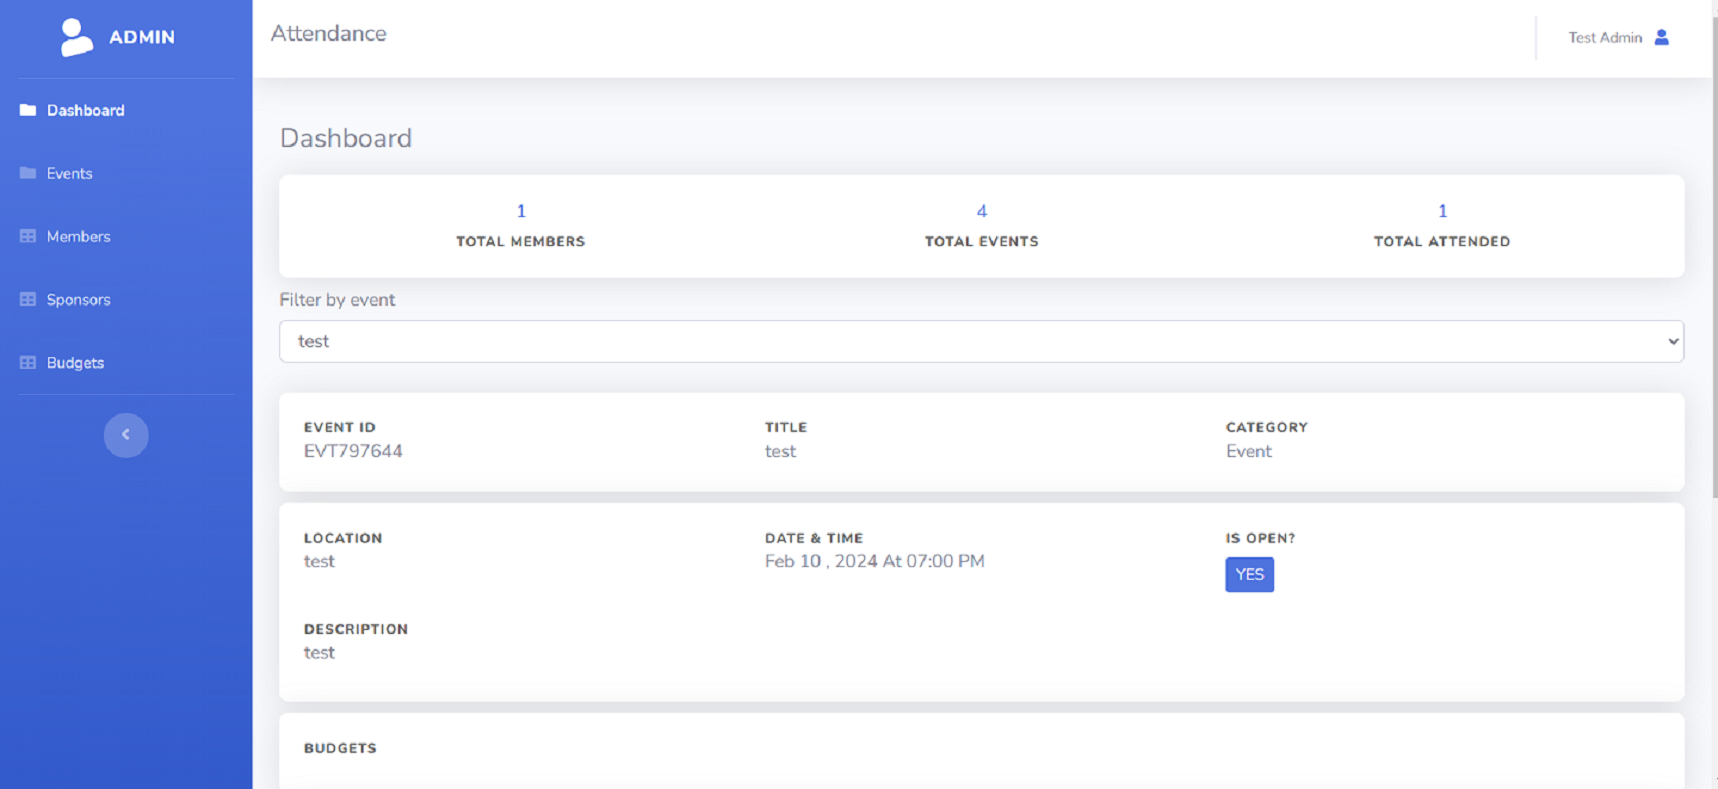 ADMIN
Attendance
Test Admin
Dashboard
Events
Members
Sponsors
Budgets
Dashboard
1 4 1
TOTAL MEMBERS TOTAL EVENTS TOTAL ATTENDED
Filter by event
test
EVENT ID TITLE CATEGORY
EVT797644 test Event
LOCATION DATE & TIME IS OPEN?
test Feb 10 , 2024 At 07:00 PM YES
DESCRIPTION
test
BUDGETS